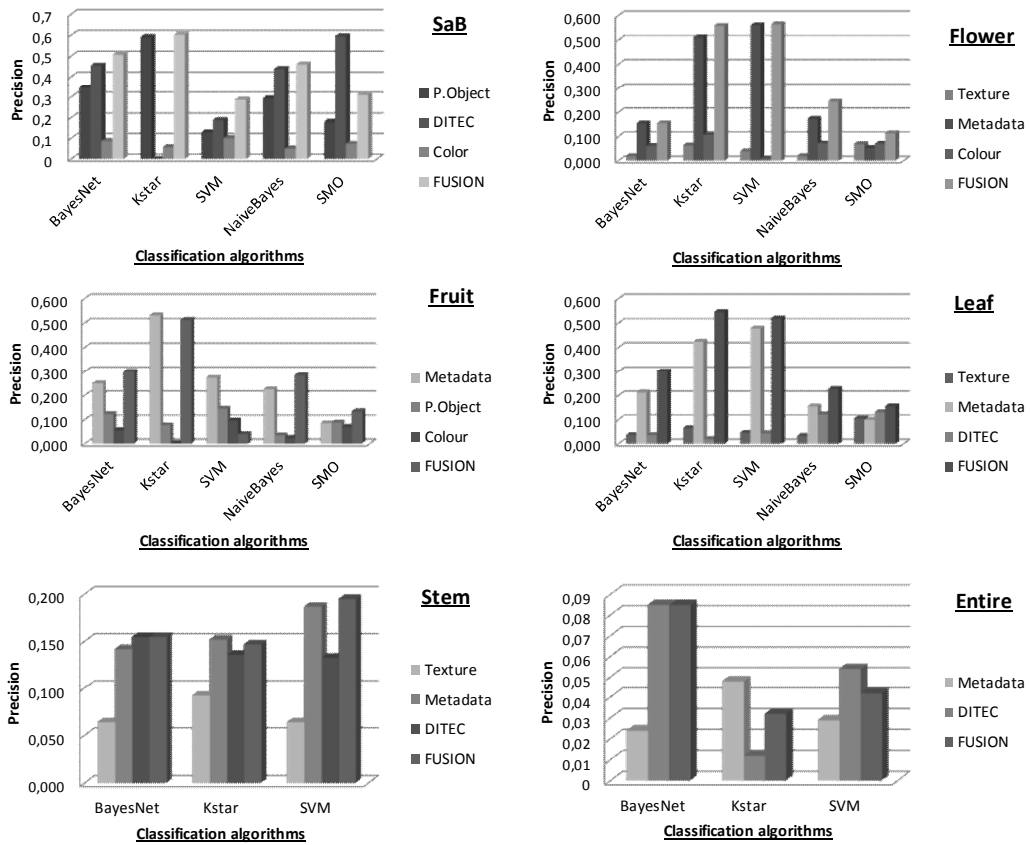 SaB
Precision
0,7
0,6
0,5
0,4
0,3
0,2
0,1
0
BayesNet
Kstar
SVM
NaiveBayes
SMO
Classification algorithms
P.Object
DITEC
Color
FUSION
Flower
Precision
0,600
0,500
0,400
0,300
0,200
0,100
0,000
BayesNet
Kstar
SVM
NaiveBayes
SMO
Classification algorithms
Texture
Metadata
Colour
FUSION
Fruit
Precision
0,600
0,500
0,400
0,300
0,200
0,100
0,000
BayesNet
Kstar
SVM
NaiveBayes
SMO
Classification algorithms
Metadata
P.Object
Colour
FUSION
Leaf
Precision
0,600
0,500
0,400
0,300
0,200
0,100
0,000
BayesNet
Kstar
SVM
NaiveBayes
SMO
Classification algorithms
Texture
Metadata
DITEC
FUSION
Stem
Precision
0,200
0,150
0,100
0,050
0,000
BayesNet
Kstar
SVM
Classification algorithms
Texture
Metadata
DITEC
FUSION
Entire
Precision
0,09
0,08
0,07
0,06
0,05
0,04
0,03
0,02
0,01
0
BayesNet
Kstar
SVM
Classification algorithms
Metadata
DITEC
FUSION